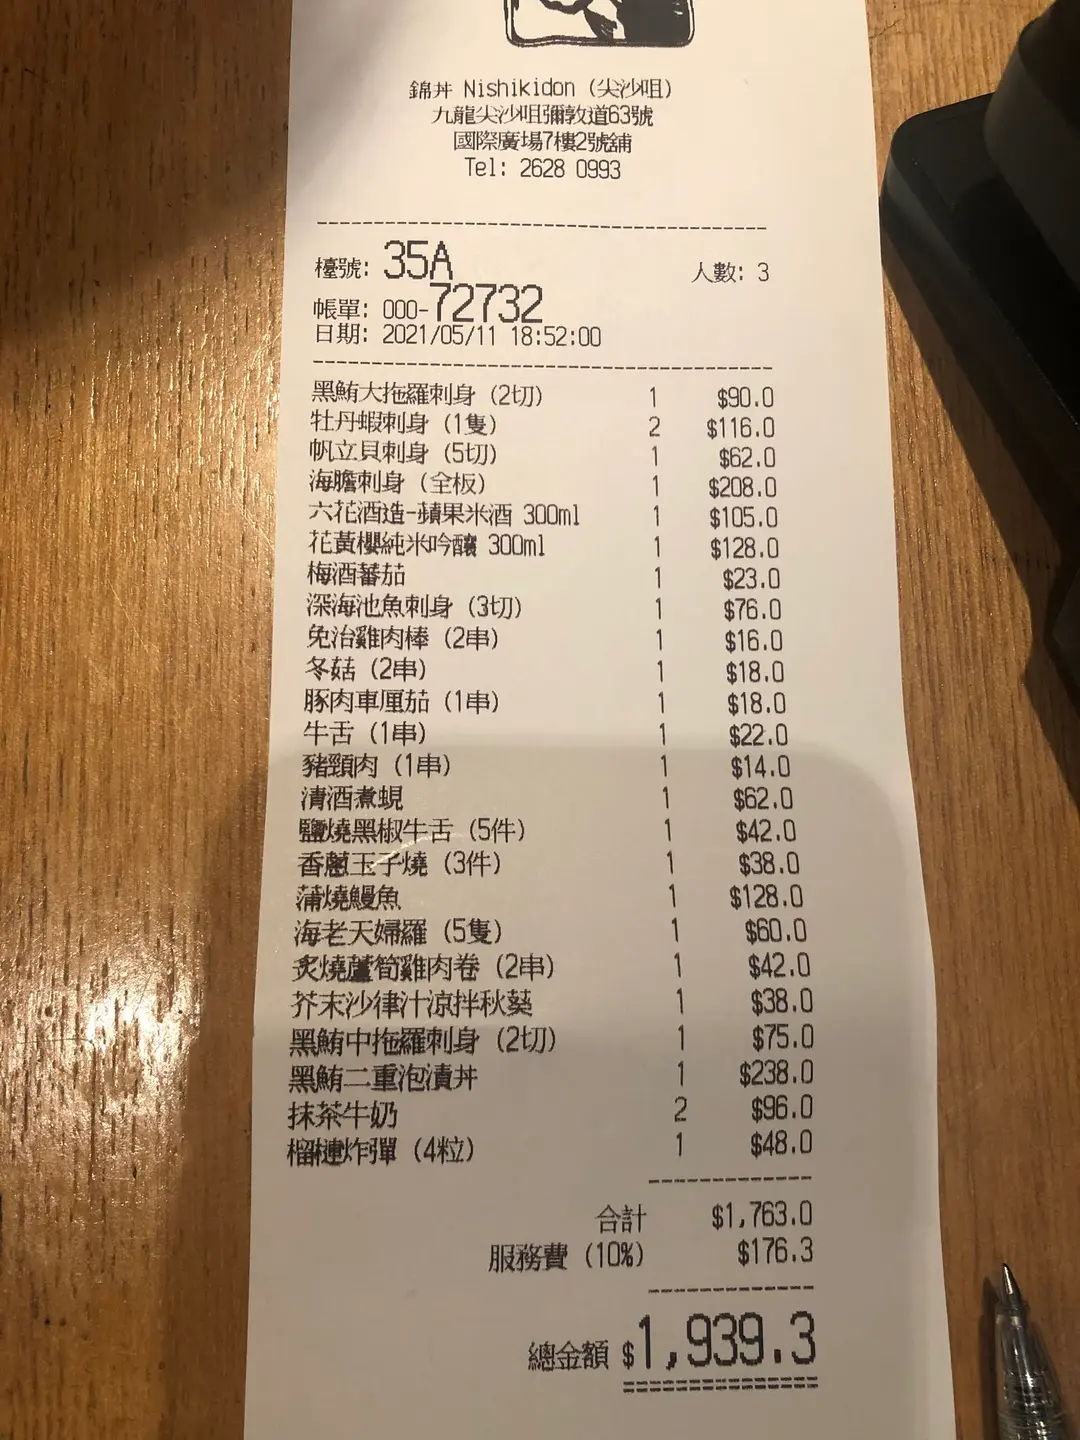 錦丼 Nishikidon (尖沙咀)
九龍尖沙咀彌敦道63號
國際廣場7樓2號舖
Tel: 2628 0993
檯號: 35A 人數: 3
帳單: 000-72732
日期: 2021/05/11 18:52:00
黑鮪大拖羅刺身 (2切) 1 $90.0
牡丹蝦刺身 (1隻) 2 $116.0
帆立貝刺身 (5切) 1 $62.0
海膽刺身 (全板) 1 $208.0
六花酒造-蘋果米酒 300ml 1 $105.0
花黃櫻純米吟釀 300ml 1 $128.0
梅酒蕃茄 1 $23.0
深海池魚刺身 (3切) 1 $76.0
免治雞肉棒 (2串) 1 $16.0
冬菇 (2串) 1 $18.0
豚肉車厘茄 (1串) 1 $18.0
牛舌 (1串) 1 $22.0
豬頸肉 (1串) 1 $14.0
清酒煮蜆 1 $62.0
鹽燒黑椒牛舌 (5件) 1 $42.0
香蔥玉子燒 (3件) 1 $38.0
蒲燒鰻魚 1 $128.0
海老天婦羅 (5隻) 1 $60.0
炙燒蘆筍雞肉卷 (2串) 1 $42.0
芥末沙律汁涼拌秋葵 1 $38.0
黑鮪中拖羅刺身 (2切) 1 $75.0
黑鮪二重泡漬丼 1 $238.0
抹茶牛奶 2 $96.0
榴槤炸彈 (4粒) 1 $48.0
合計 $1,763.0
服務費 (10%) $176.3
總金額 $1,939.3